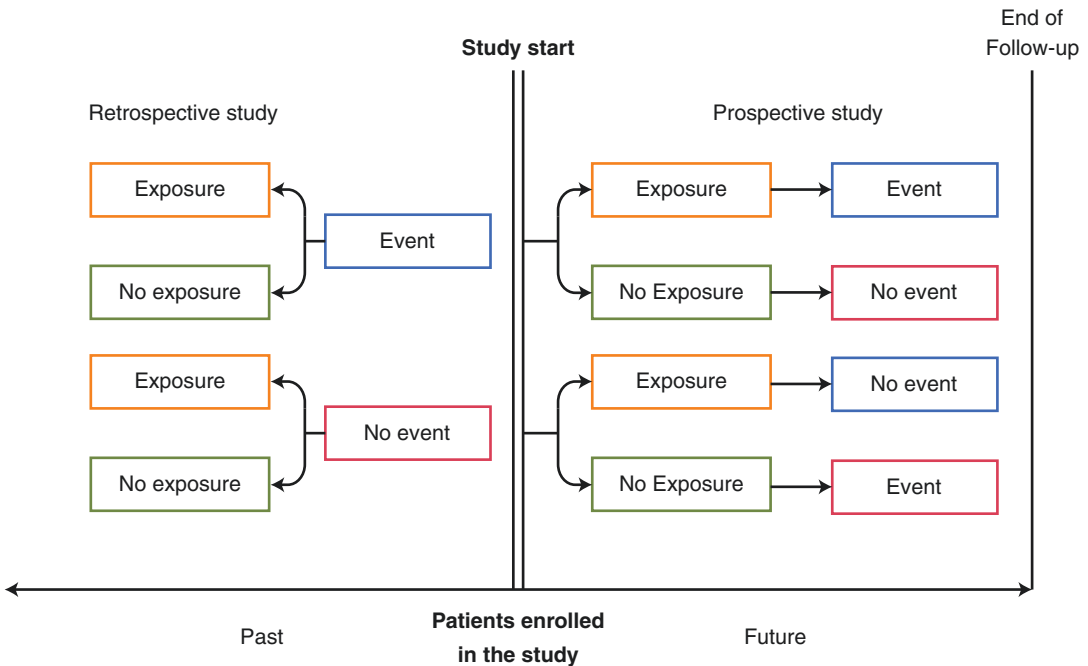 Study start
End of
Follow-up
Retrospective study
Prospective study
Exposure
Event
No exposure
Exposure
No event
No exposure
Exposure
Event
No Exposure
No event
Exposure
No event
No Exposure
Event
Past
Patients enrolled
in the study
Future